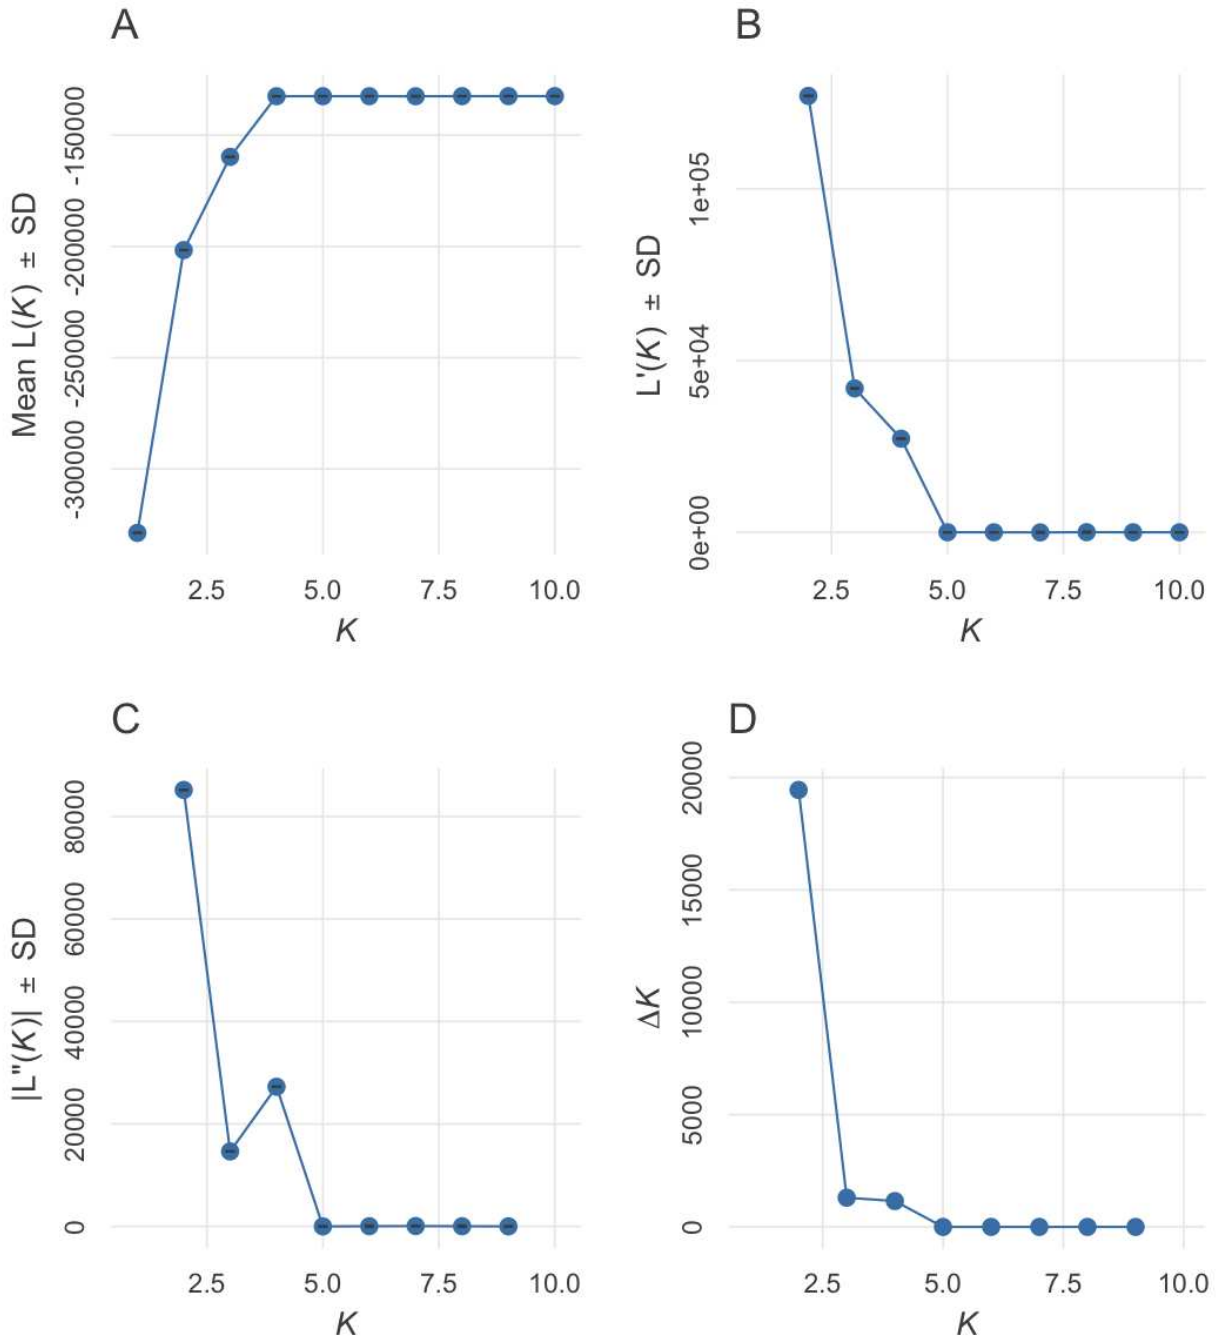 A
Mean L(K) ± SD
-150000
-200000
-250000
-300000
2.5 5.0 7.5 10.0
K
B
L'(K) ± SD
1e+05
5e+04
0e+00
2.5 5.0 7.5 10.0
K
C
|L"(K)| ± SD
80000
60000
40000
20000
0
2.5 5.0 7.5 10.0
K
D
ΔK
20000
15000
10000
5000
0
2.5 5.0 7.5 10.0
K